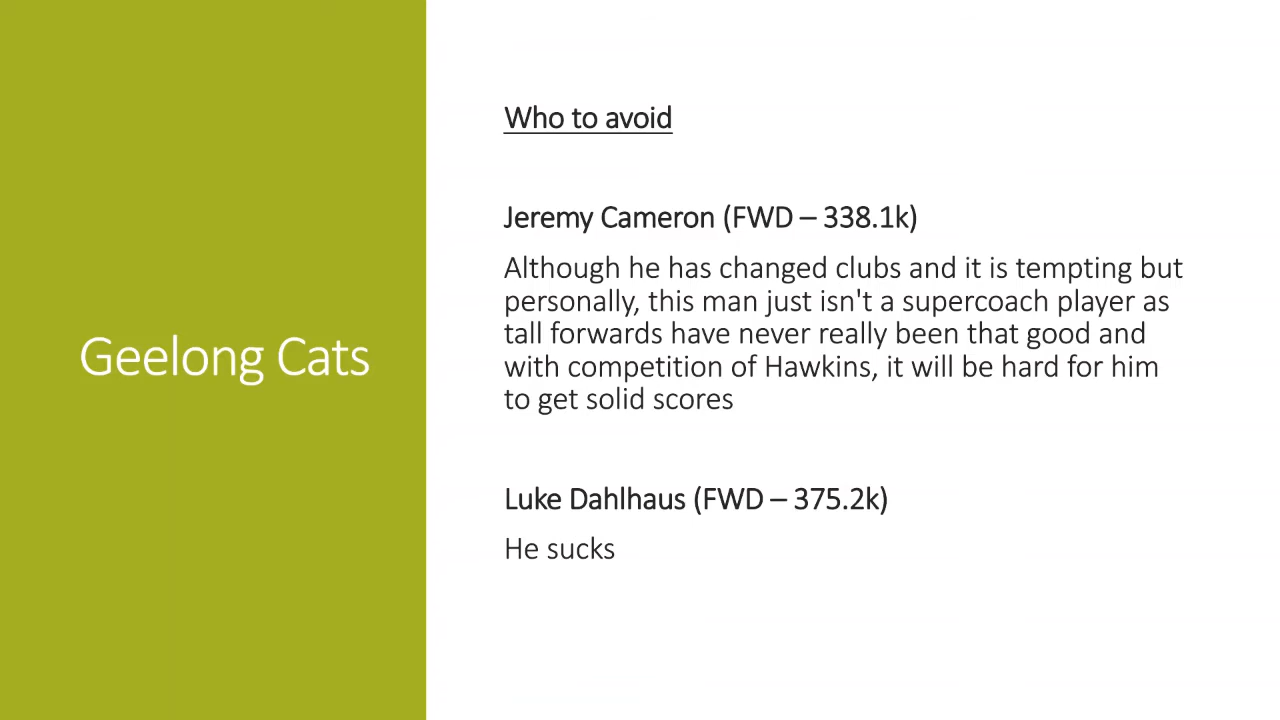 Geelong Cats
Who to avoid
Jeremy Cameron (FWD – 338.1k)
Although he has changed clubs and it is tempting but
personally, this man just isn't a supercoach player as
tall forwards have never really been that good and
with competition of Hawkins, it will be hard for him
to get solid scores
Luke Dahlhaus (FWD – 375.2k)
He sucks